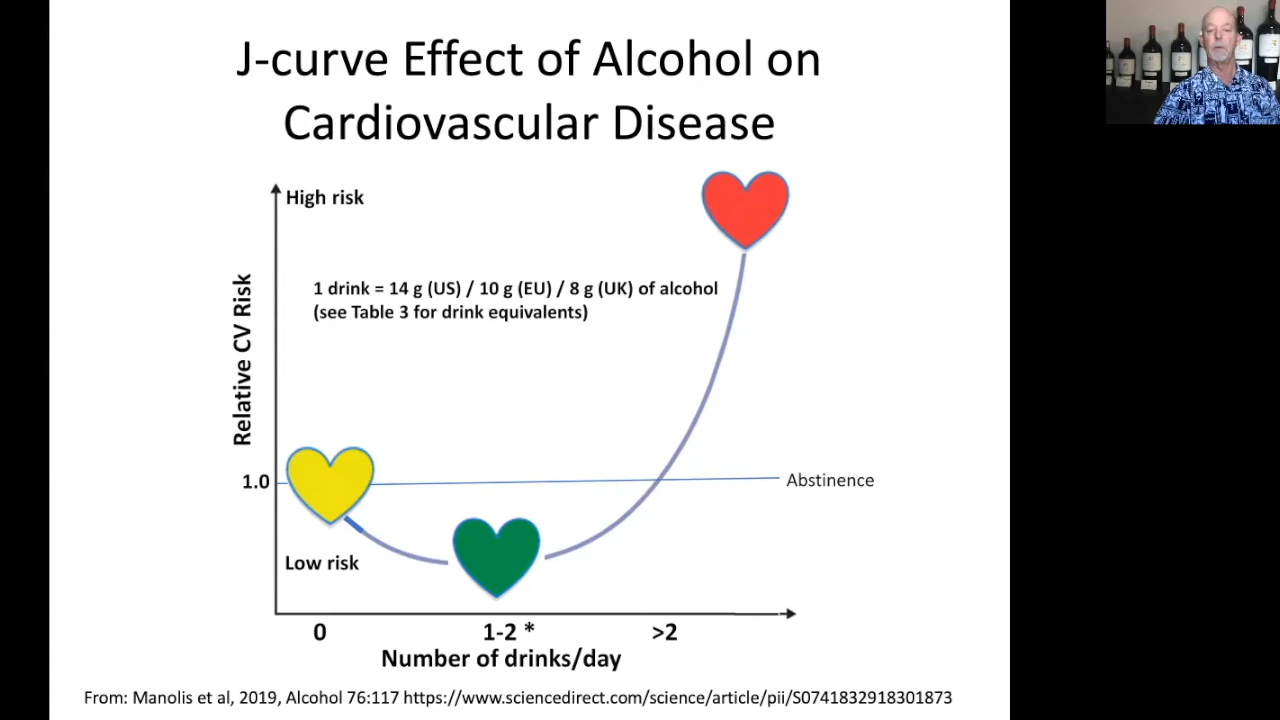 J-curve Effect of Alcohol on
Cardiovascular Disease
High risk
1 drink = 14 g (US) / 10 g (EU) / 8 g (UK) of alcohol
(see Table 3 for drink equivalents)
Relative CV Risk
1.0
Abstinence
Low risk
0
1-2 *
>2
Number of drinks/day
From: Manolis et al, 2019, Alcohol 76:117 https://www.sciencedirect.com/science/article/pii/S0741832918301873